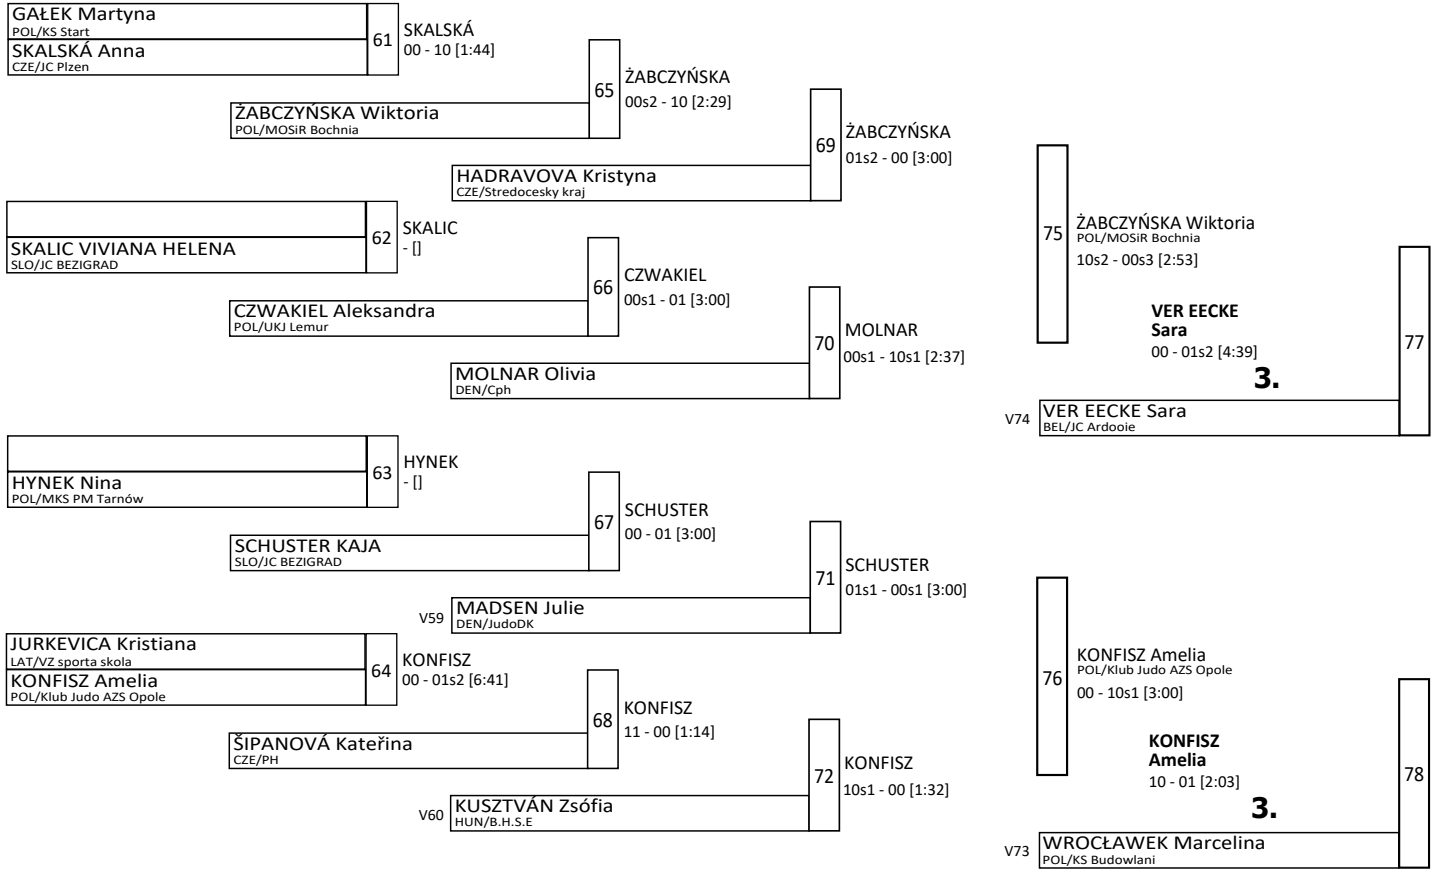 GAŁEK Martyna
POL/KS Start
SKALSKÁ Anna
CZE/JC Plzen
61
SKALSKÁ
00 - 10 [1:44]
ŻABCZYŃSKA Wiktoria
POL/MOSiR Bochnia
65
ŻABCZYŃSKA
00s2 - 10 [2:29]
HADRAVOVA Kristyna
CZE/Stredocesky kraj
69
ŻABCZYŃSKA
01s2 - 00 [3:00]
SKALIC VIVIANA HELENA
SLO/JC BEZIGRAD
62
SKALIC
- []
CZWAKIEL Aleksandra
POL/UKJ Lemur
66
CZWAKIEL
00s1 - 01 [3:00]
MOLNAR Olivia
DEN/Cph
70
MOLNAR
00s1 - 10s1 [2:37]
75
ŻABCZYŃSKA Wiktoria
POL/MOSiR Bochnia
10s2 - 00s3 [2:53]
VER EECKE
Sara
00 - 01s2 [4:39]
3.
77
V74
VER EECKE Sara
BEL/JC Ardooie
HYNEK Nina
POL/MKS PM Tarnów
63
HYNEK
- []
SCHUSTER KAJA
SLO/JC BEZIGRAD
67
SCHUSTER
00 - 01 [3:00]
V59
MADSEN Julie
DEN/JudoDK
71
SCHUSTER
01s1 - 00s1 [3:00]
JURKEVICA Kristiana
LAT/VZ sporta skola
KONFISZ Amelia
POL/Klub Judo AZS Opole
64
KONFISZ
00 - 01s2 [6:41]
ŠIPANOVÁ Kateřina
CZE/PH
68
KONFISZ
11 - 00 [1:14]
V60
KUSZTVÁN Zsófia
HUN/B.H.S.E
72
KONFISZ
10s1 - 00 [1:32]
76
KONFISZ Amelia
POL/Klub Judo AZS Opole
00 - 10s1 [3:00]
KONFISZ
Amelia
10 - 01 [2:03]
3.
78
V73
WROCŁAWEK Marcelina
POL/KS Budowlani